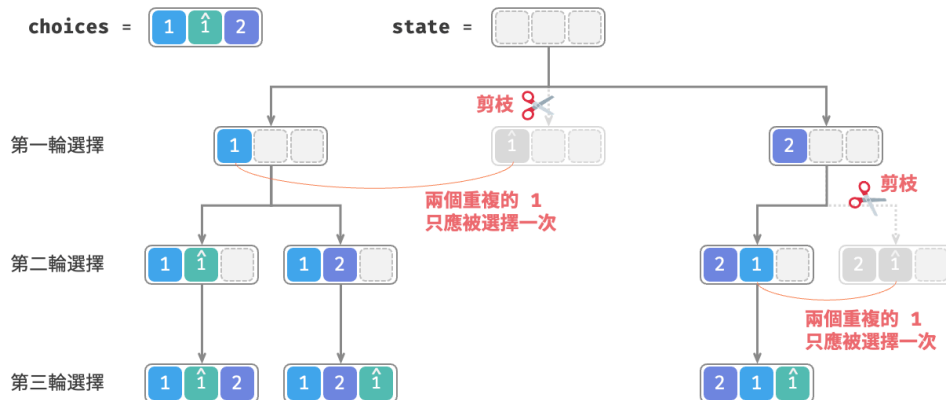 choices = 1 1̂ 2
state =
剪枝
第一輪選擇
1
1̂
2
剪枝
兩個重複的 1
只應被選擇一次
第二輪選擇
1 1̂
1 2
2 1
2 1̂
兩個重複的 1
只應被選擇一次
第三輪選擇
1 1̂ 2
1 2 1̂
2 1 1̂